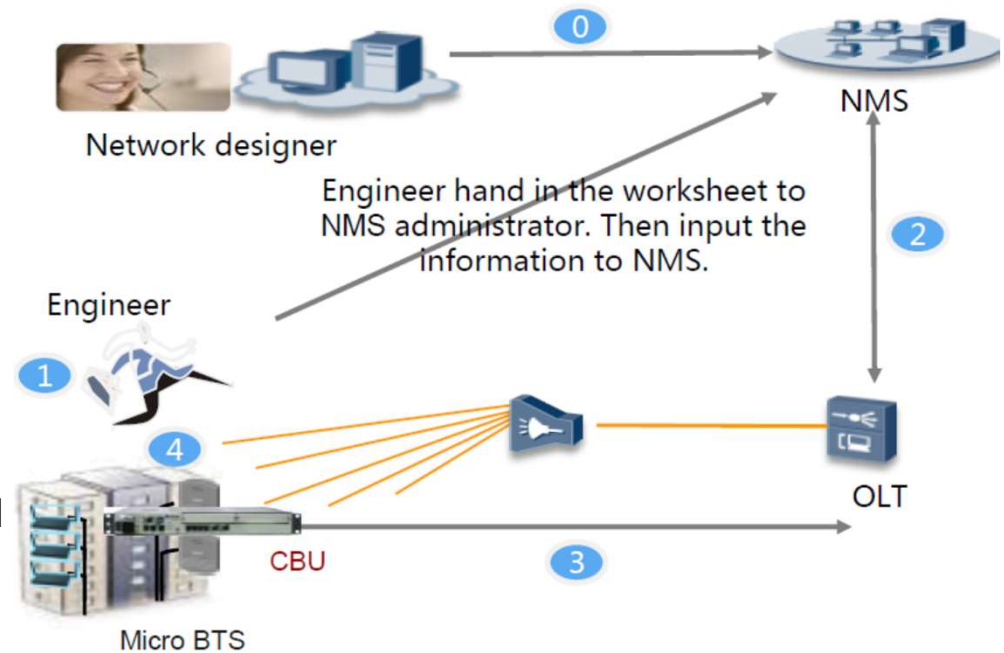 0
NMS
Network designer
Engineer hand in the worksheet to
NMS administrator. Then input the
information to NMS.
2
Engineer
1
4
OLT
CBU
3
Micro BTS